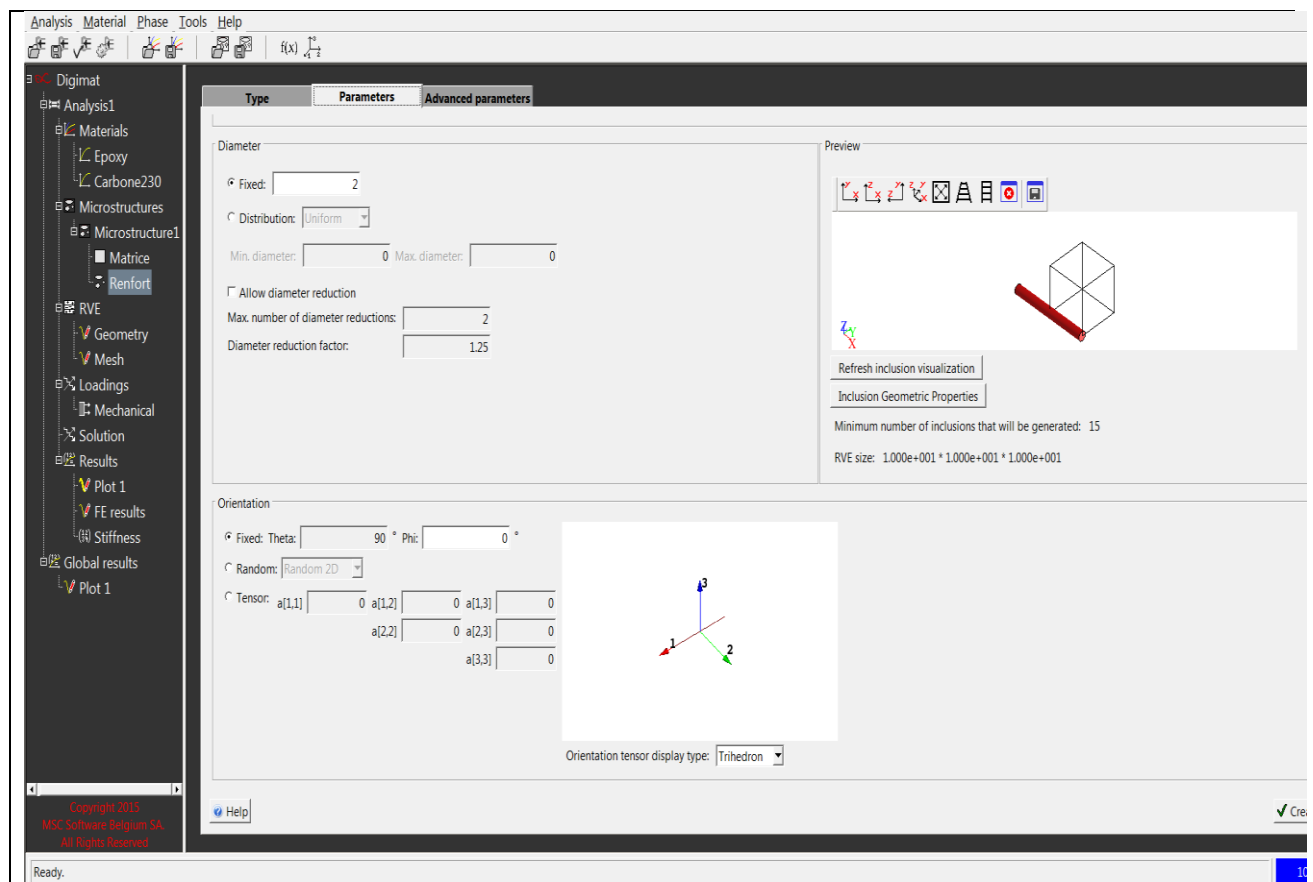 Analysis Material Phase Tools Help
f(x)
Digimat
Analysis1
Materials
Epoxy
Carbone230
Microstructures
Microstructure1
Matrice
Renfort
RVE
Geometry
Mesh
Loadings
Mechanical
Solution
Results
Plot 1
FE results
Stiffness
Global results
Plot 1
Copyright 2015
MSC Software Belgium SA.
All Rights Reserved
Type Parameters Advanced parameters
Diameter
Fixed: 2
Distribution: Uniform
Min. diameter: 0 Max. diameter: 0
Allow diameter reduction
Max. number of diameter reductions: 2
Diameter reduction factor: 1.25
Preview
Y X Z X Y Z Z Y X
Z Y
X
Refresh inclusion visualization
Inclusion Geometric Properties
Minimum number of inclusions that will be generated: 15
RVE size: 1.000e+001 * 1.000e+001 * 1.000e+001
Orientation
Fixed: Theta: 90 ° Phi: 0 °
Random: Random 2D
Tensor: a[1,1] 0 a[1,2] 0 a[1,3] 0
a[2,2] 0 a[2,3] 0
a[3,3] 0
3
1
2
Orientation tensor display type: Trihedron
Help
Crea
Ready.
10